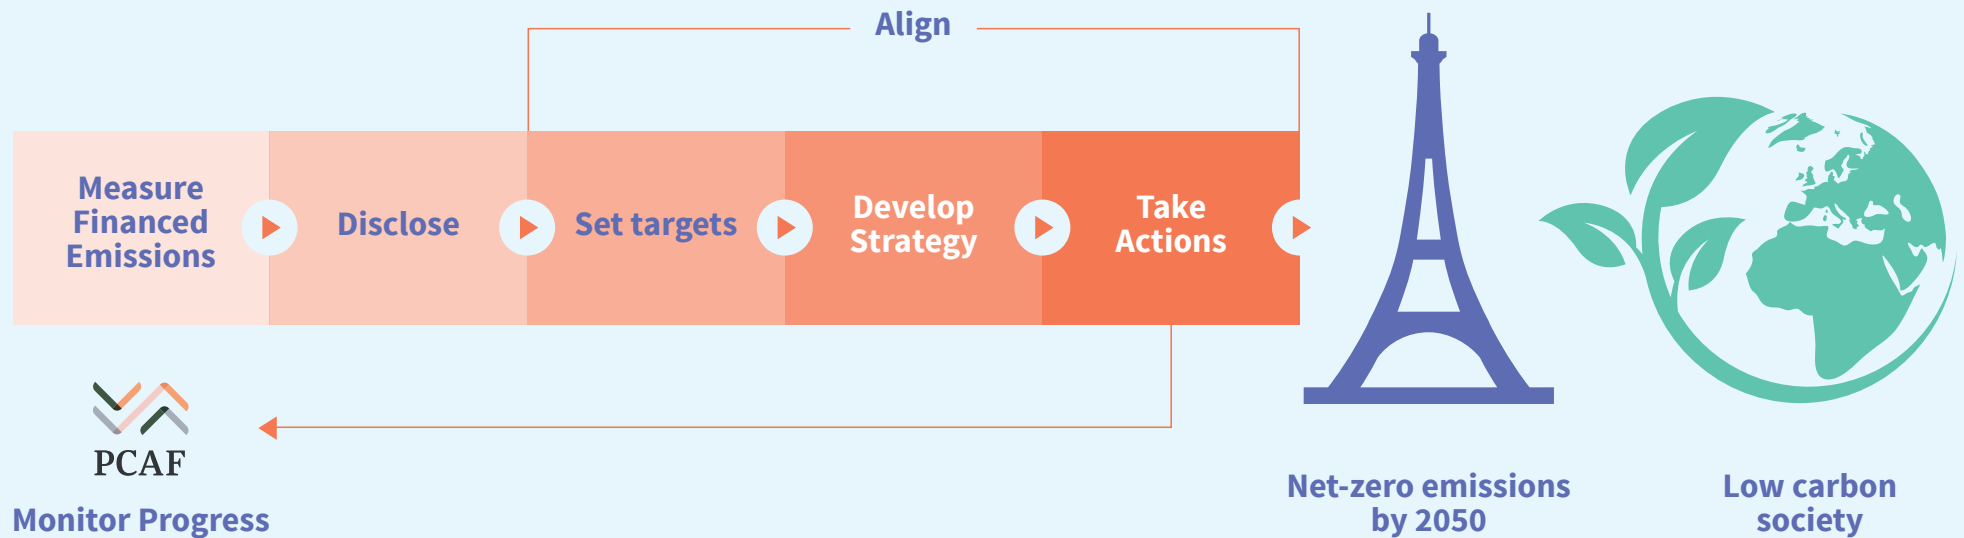 Align
Measure
Financed
Emissions
Disclose
Set targets
Develop
Strategy
Take
Actions
PCAF
Monitor Progress
Net-zero emissions
by 2050
Low carbon
society